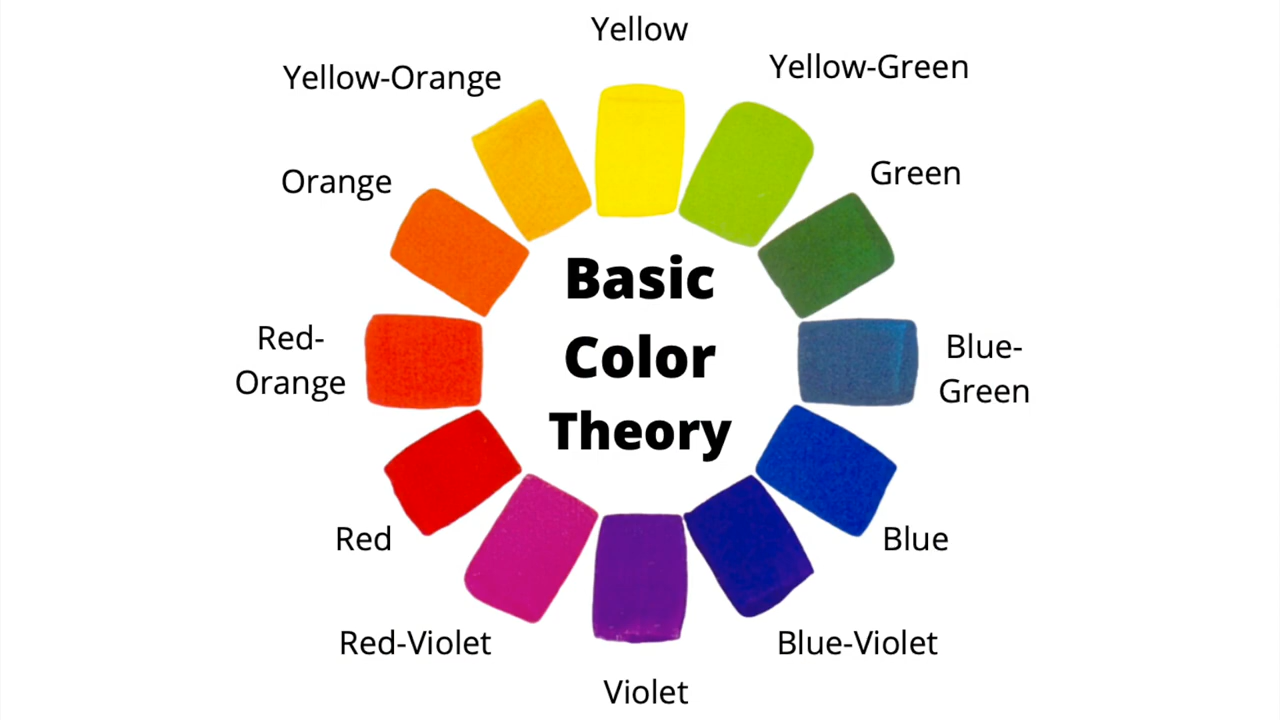 Yellow
Yellow-Orange
Yellow-Green
Orange
Green
Basic
Color
Theory
Red-
Orange
Blue-
Green
Red
Blue
Red-Violet
Blue-Violet
Violet